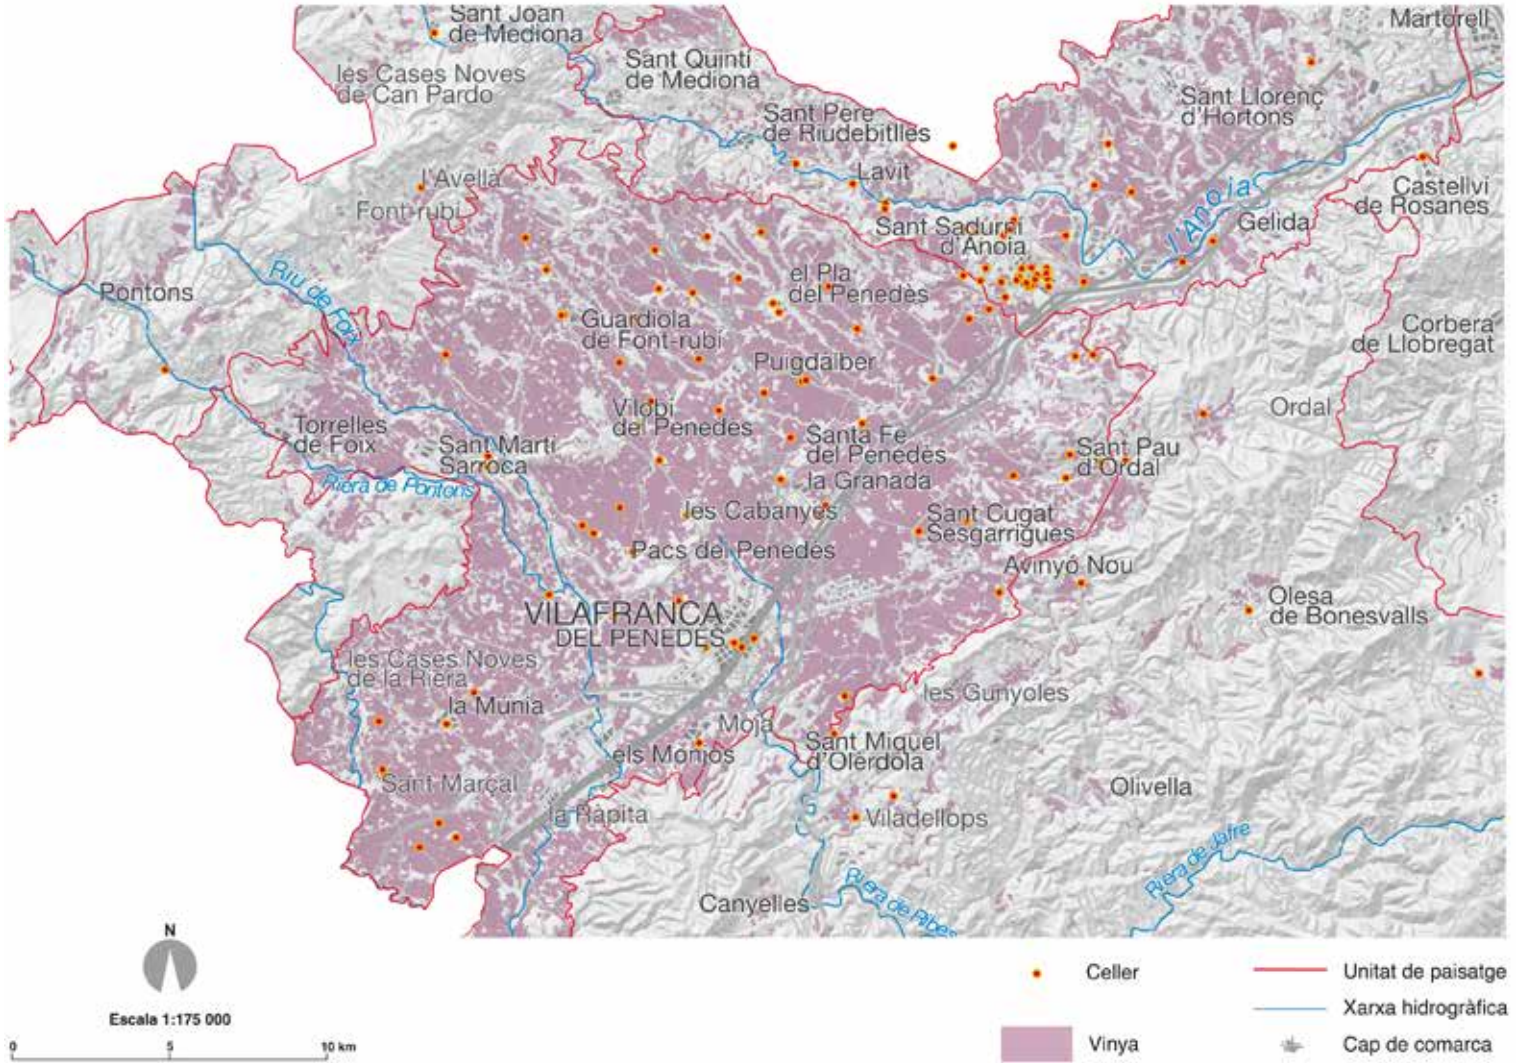 Sant Joan
de Mediona
Martorell
les Cases Noves
de Can Pardo
Sant Quintí
de Mediona
Sant Llorenç
d'Hortons
Sant Pere
de Riudebitlles
Lavit
l'Avellà
Font-rubí
Castellví
de Rosanes
l'Anoia
Gelida
Sant Sadurní
d'Anoia
Riu de Foix
Pontons
el Pla
del Penedès
Guardiola
de Font-rubí
Corbera
de Llobregat
Puigdàlber
Ordal
Vilobí
del Penedès
Torrelles
de Foix
Sant Martí
Sarroca
Santa Fe
del Penedès
Sant Pau
d'Ordal
la Granada
Riera de Pontons
les Cabanyes
Sant Cugat
Sesgarrigues
Pacs del Penedès
Avinyó Nou
VILAFRANCA
DEL PENEDÈS
Olesa
de Bonesvalls
les Cases Noves
de la Riera
la Múnia
les Gunyoles
Moja
els Monjos
Sant Miquel
d'Olèrdola
Sant Marçal
Olivella
la Ràpita
Viladellops
Riera de Jafre
Canyelles
Riera de Ribes
N
Escala 1:175 000
0 5 10 km
Celler
Unitat de paisatge
Xarxa hidrogràfica
Vinya
Cap de comarca